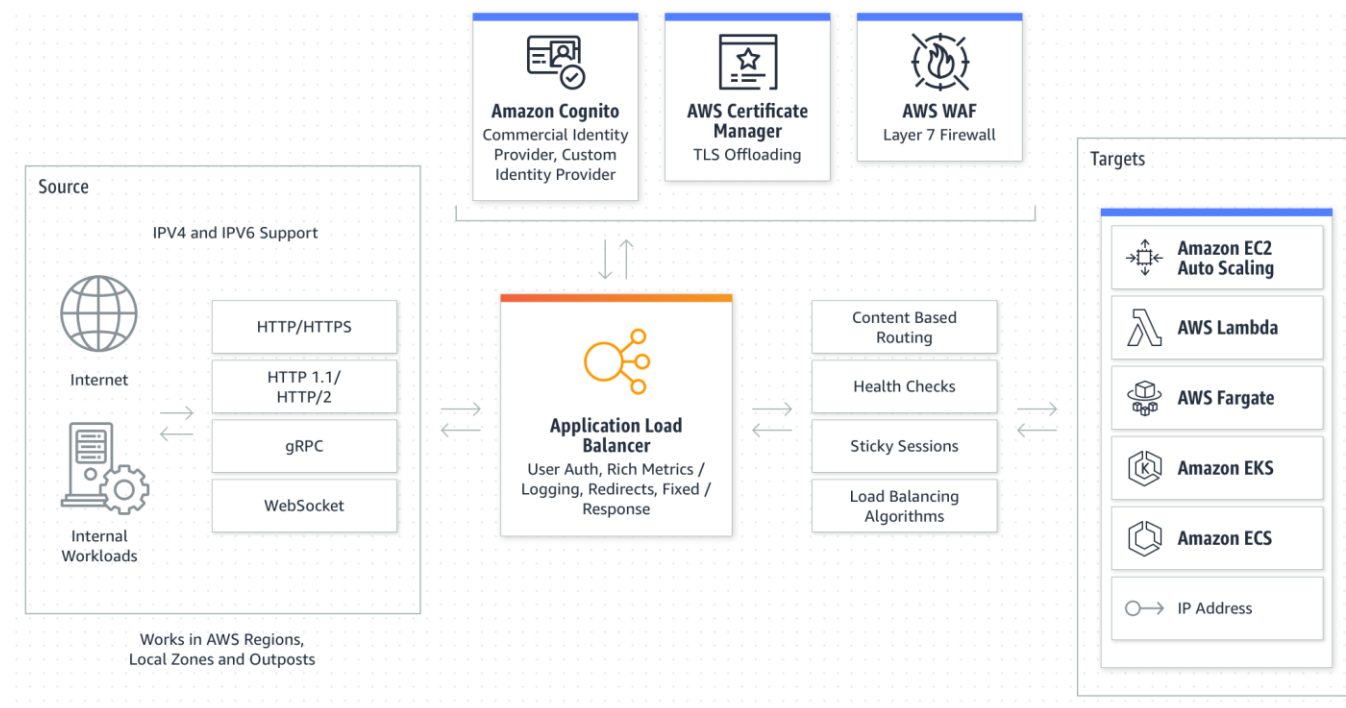 Amazon Cognito
Commercial Identity
Provider, Custom
Identity Provider
AWS Certificate
Manager
TLS Offloading
AWS WAF
Layer 7 Firewall
Source
IPV4 and IPV6 Support
Internet
Internal
Workloads
HTTP/HTTPS
HTTP 1.1/
HTTP/2
gRPC
WebSocket
Works in AWS Regions,
Local Zones and Outposts
Application Load
Balancer
User Auth, Rich Metrics /
Logging, Redirects, Fixed /
Response
Content Based
Routing
Health Checks
Sticky Sessions
Load Balancing
Algorithms
Targets
Amazon EC2
Auto Scaling
AWS Lambda
AWS Fargate
K
Amazon EKS
Amazon ECS
IP Address